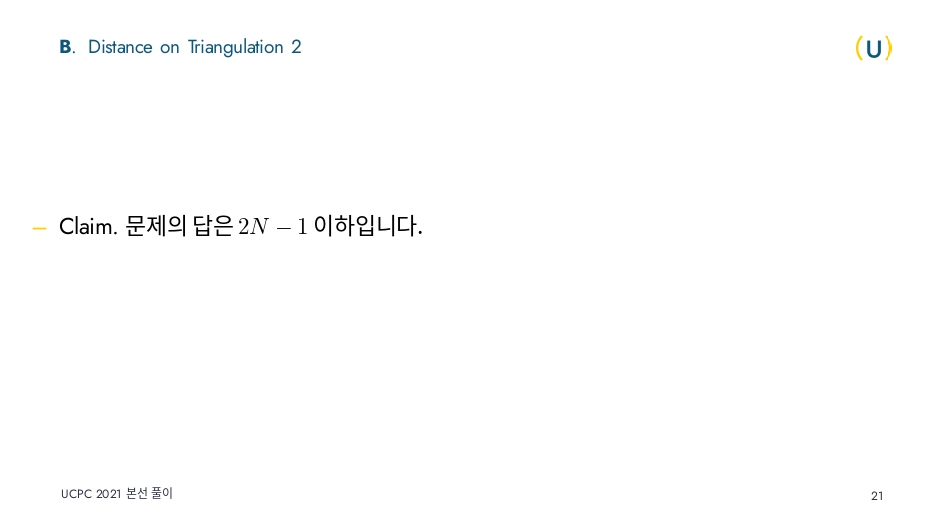 B. Distance on Triangulation 2
(U)
– Claim. 문제의 답은 2N − 1 이하입니다.
UCPC 2021 본선 풀이
21